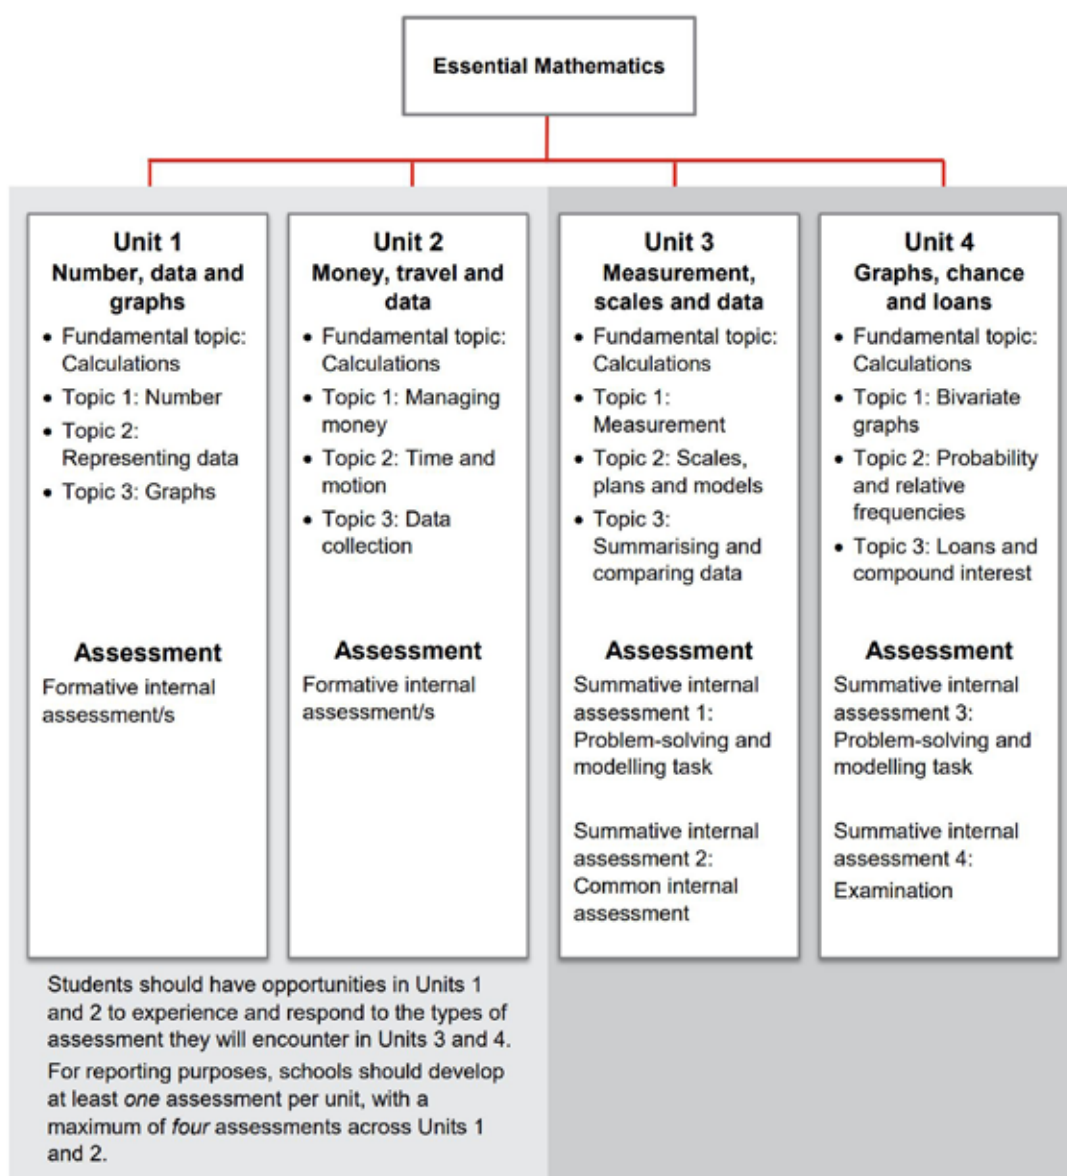 Essential Mathematics
Unit 1
Number, data and
graphs
• Fundamental topic:
Calculations
• Topic 1: Number
• Topic 2:
Representing data
• Topic 3: Graphs
Assessment
Formative internal
assessment/s
Unit 2
Money, travel and
data
• Fundamental topic:
Calculations
• Topic 1: Managing
money
• Topic 2: Time and
motion
• Topic 3: Data
collection
Assessment
Formative internal
assessment/s
Unit 3
Measurement,
scales and data
• Fundamental topic:
Calculations
• Topic 1:
Measurement
• Topic 2: Scales,
plans and models
• Topic 3:
Summarising and
comparing data
Assessment
Summative internal
assessment 1:
Problem-solving and
modelling task
Summative internal
assessment 2:
Common internal
assessment
Unit 4
Graphs, chance
and loans
• Fundamental topic:
Calculations
• Topic 1: Bivariate
graphs
• Topic 2: Probability
and relative
frequencies
• Topic 3: Loans and
compound interest
Assessment
Summative internal
assessment 3:
Problem-solving and
modelling task
Summative internal
assessment 4:
Examination
Students should have opportunities in Units 1
and 2 to experience and respond to the types of
assessment they will encounter in Units 3 and 4.
For reporting purposes, schools should develop
at least one assessment per unit, with a
maximum of four assessments across Units 1
and 2.